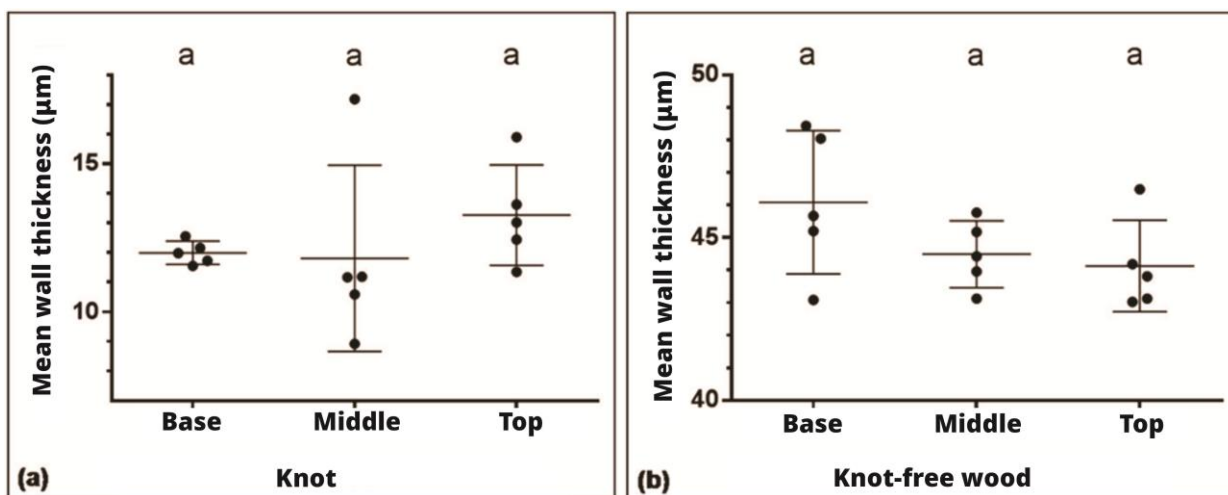 a a a
Mean wall thickness (µm)
15
10
Base Middle Top
(a) Knot
a a a
Mean wall thickness (µm)
50
45
40
Base Middle Top
(b) Knot-free wood